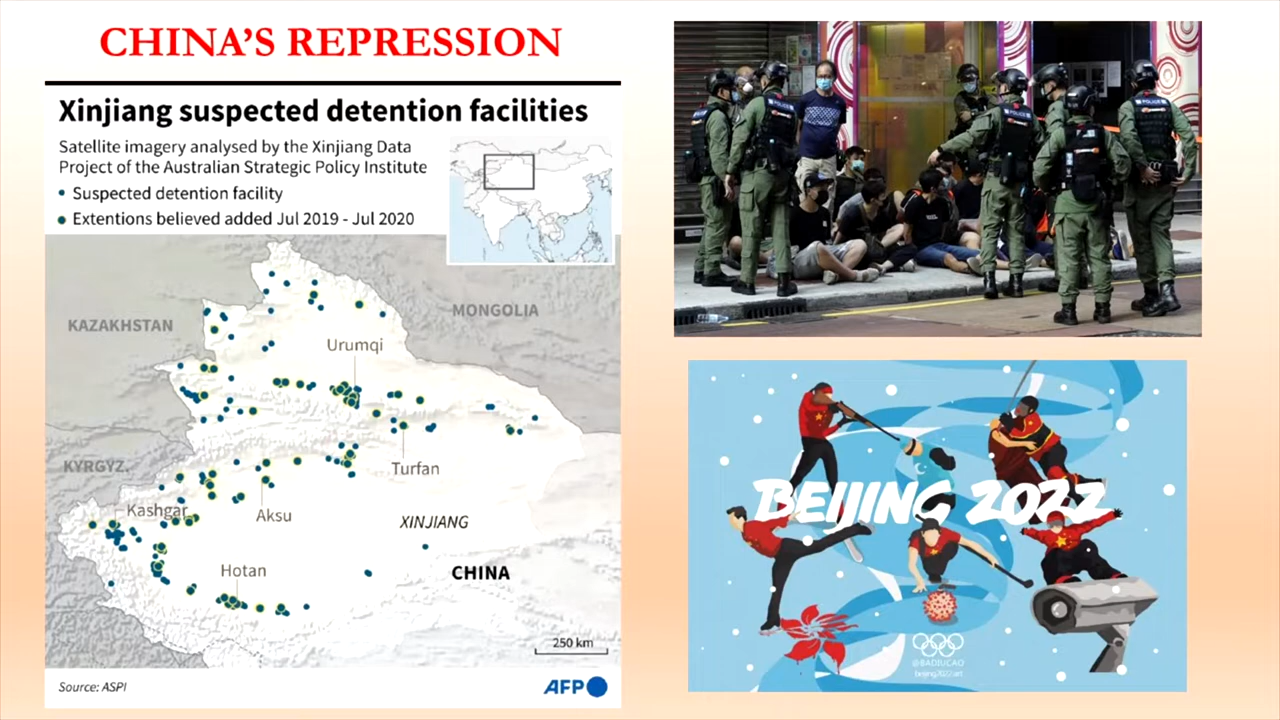 CHINA'S REPRESSION
Xinjiang suspected detention facilities
Satellite imagery analysed by the Xinjiang Data
Project of the Australian Strategic Policy Institute
Suspected detention facility
Extentions believed added Jul 2019 - Jul 2020
MONGOLIA
KAZAKHSTAN
Urumqi
KYRGYZ.
Turfan
Kashgar
Aksu
XINJIANG
Hotan
CHINA
250 km
Source: ASPI
AFP
POLICE
POLICE
POLICE
BEIJING 2022
@BADIUCAO
beijing2022.art